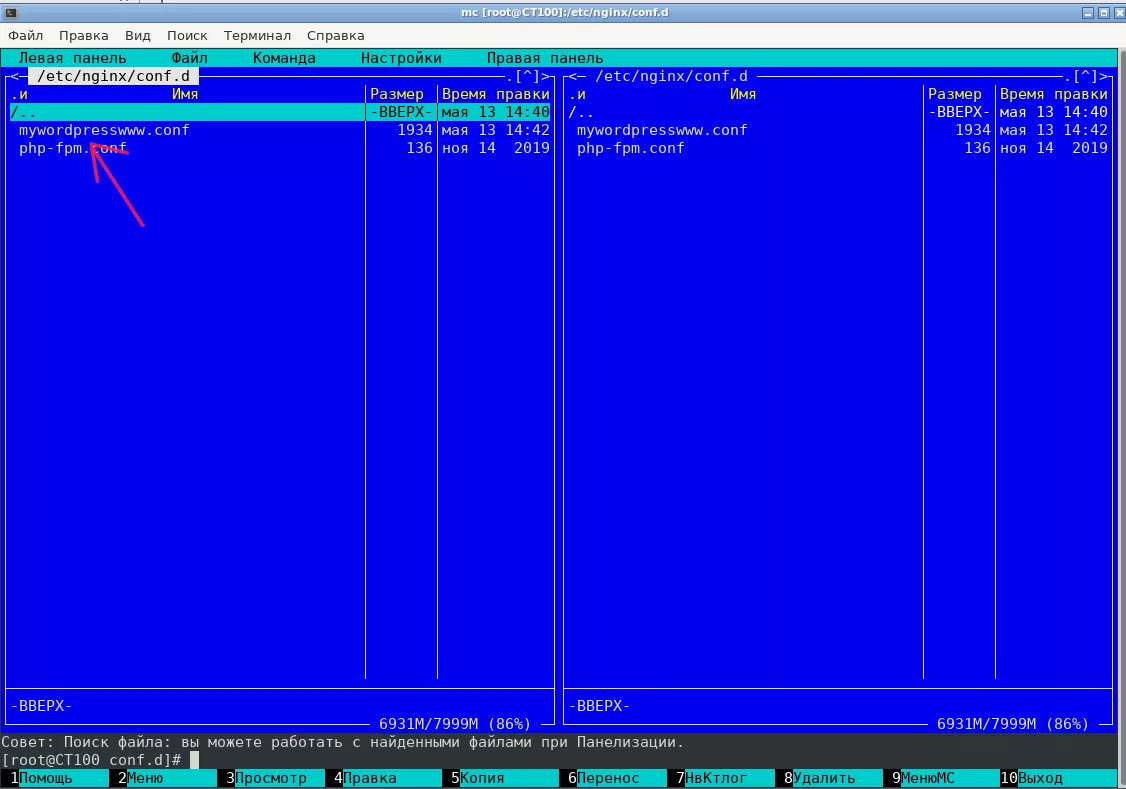 mc [root@CT100]:/etc/nginx/conf.d
Файл Правка Вид Поиск Терминал Справка
Левая панель Файл Команда Настройки Правая панель
<─ /etc/nginx/conf.d .[^]> <─ /etc/nginx/conf.d .[^]>
.и Имя Размер Время правки .и Имя Размер Время правки
/.. -ВВЕРХ- мая 13 14:40 /.. -ВВЕРХ- мая 13 14:40
mywordpresswww.conf 1934 мая 13 14:42 mywordpresswww.conf 1934 мая 13 14:42
php-fpm.conf 136 ноя 14 2019 php-fpm.conf 136 ноя 14 2019
-ВВЕРХ- -ВВЕРХ-
6931M/7999M (86%) 6931M/7999M (86%)
Совет: Поиск файла: вы можете работать с найденными файлами при Панелизации.
[root@CT100 conf.d]#
1Помощь 2Меню 3Просмотр 4Правка 5Копия 6Перенос 7НвКтлог 8Удалить 9МенюМС 10Выход